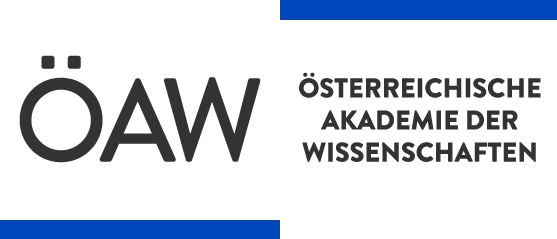 ÖAW
ÖSTERREICHISCHE
AKADEMIE DER
WISSENSCHAFTEN